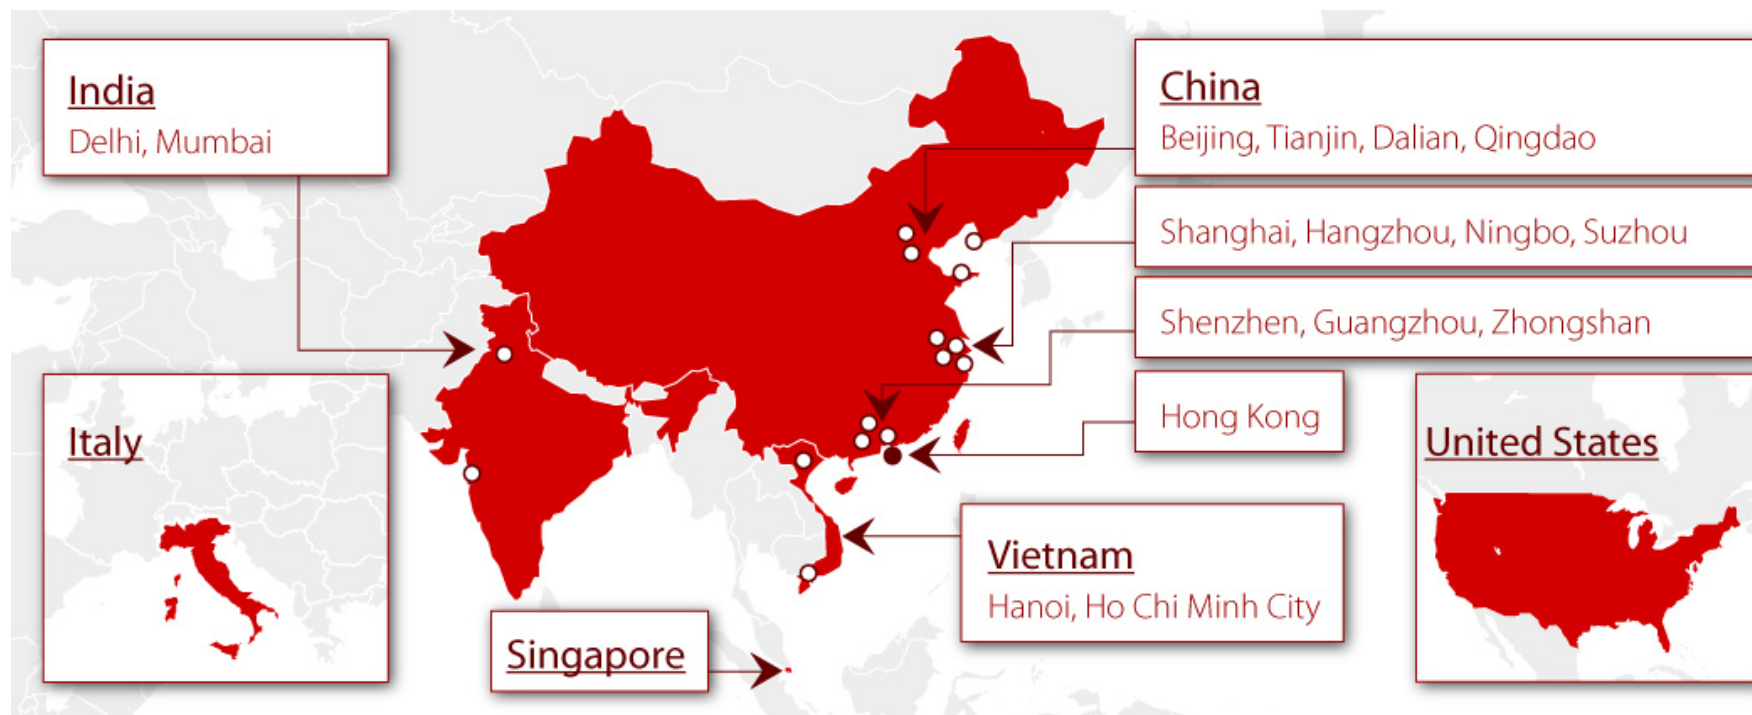 India
Delhi, Mumbai
China
Beijing, Tianjin, Dalian, Qingdao
Shanghai, Hangzhou, Ningbo, Suzhou
Shenzhen, Guangzhou, Zhongshan
Hong Kong
Italy
United States
Vietnam
Hanoi, Ho Chi Minh City
Singapore